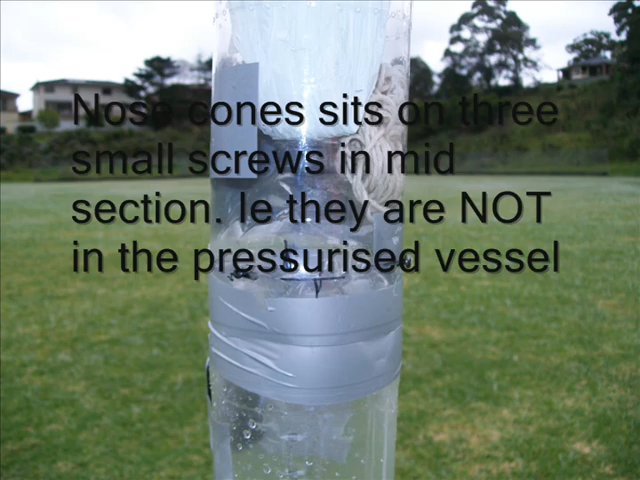 Nose cones sits on three
small screws in mid
section. Ie they are NOT
in the pressurised vessel